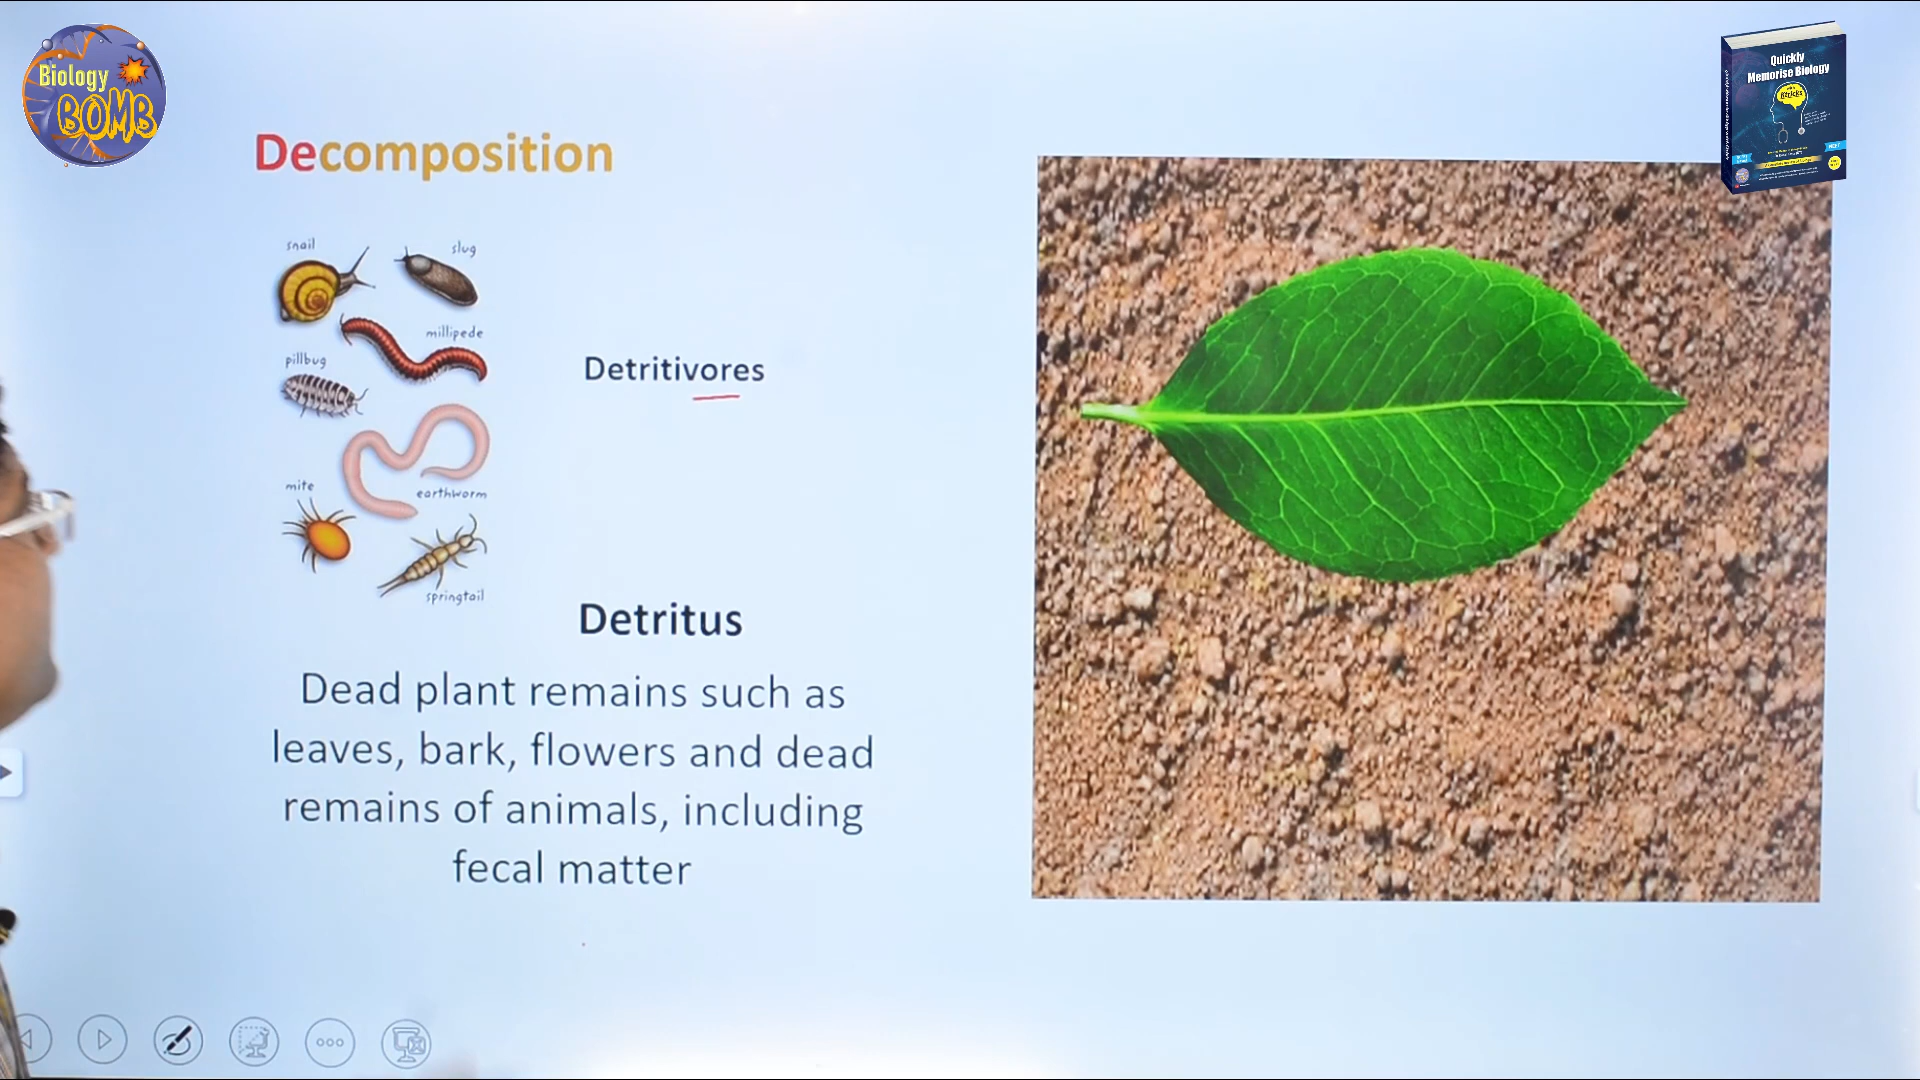 Biology
BOMB
Quickly
Memorise Biology
Decomposition
snail
slug
millipede
pillbug
Detritivores
mite
earthworm
springtail
Detritus
Dead plant remains such as
leaves, bark, flowers and dead
remains of animals, including
fecal matter